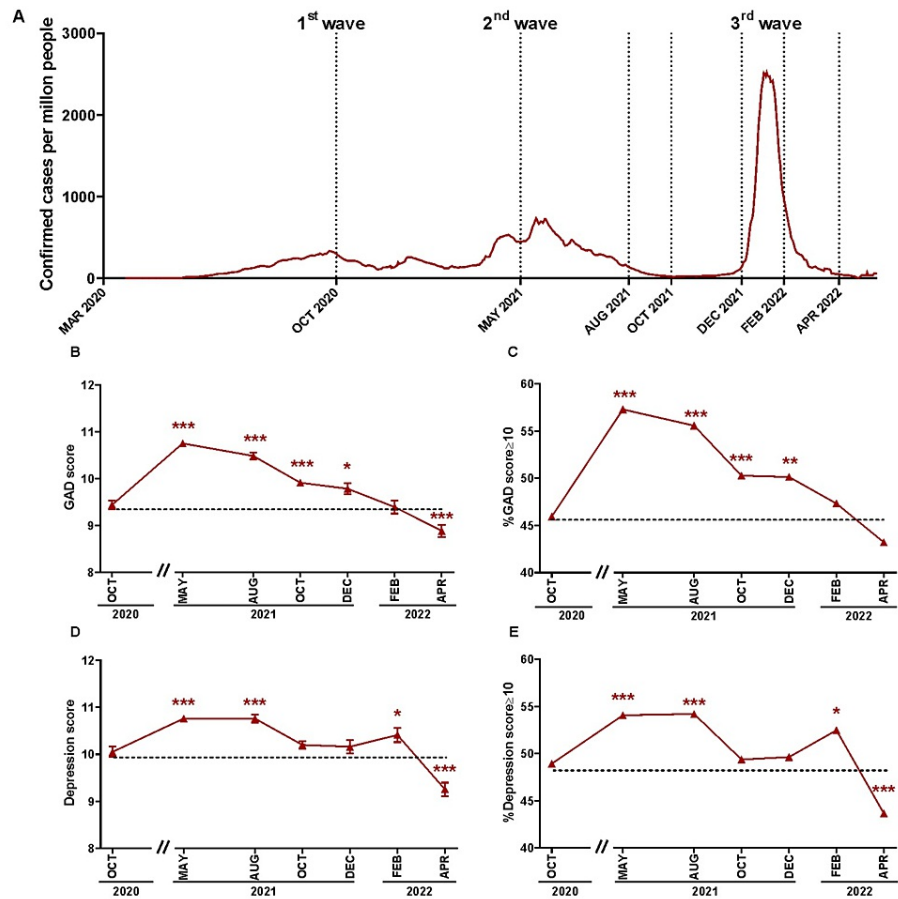 A
1st wave 2nd wave 3rd wave
Confirmed cases per millon people
3000
2000
1000
0
MAR 2020 OCT 2020 MAY 2021 AUG 2021 OCT 2021 DEC 2021 FEB 2022 APR 2022
B
GAD score
12
11
10
9
8
*** *** *** * ***
OCT MAY AUG OCT DEC FEB APR
2020 // 2021 2022
C
%GAD score≥10
60
55
50
45
40
*** *** *** **
OCT MAY AUG OCT DEC FEB APR
2020 // 2021 2022
D
Depression score
12
11
10
9
8
*** *** * ***
OCT MAY AUG OCT DEC FEB APR
2020 // 2021 2022
E
%Depression score≥10
60
55
50
45
40
*** *** * ***
OCT MAY AUG OCT DEC FEB APR
2020 // 2021 2022